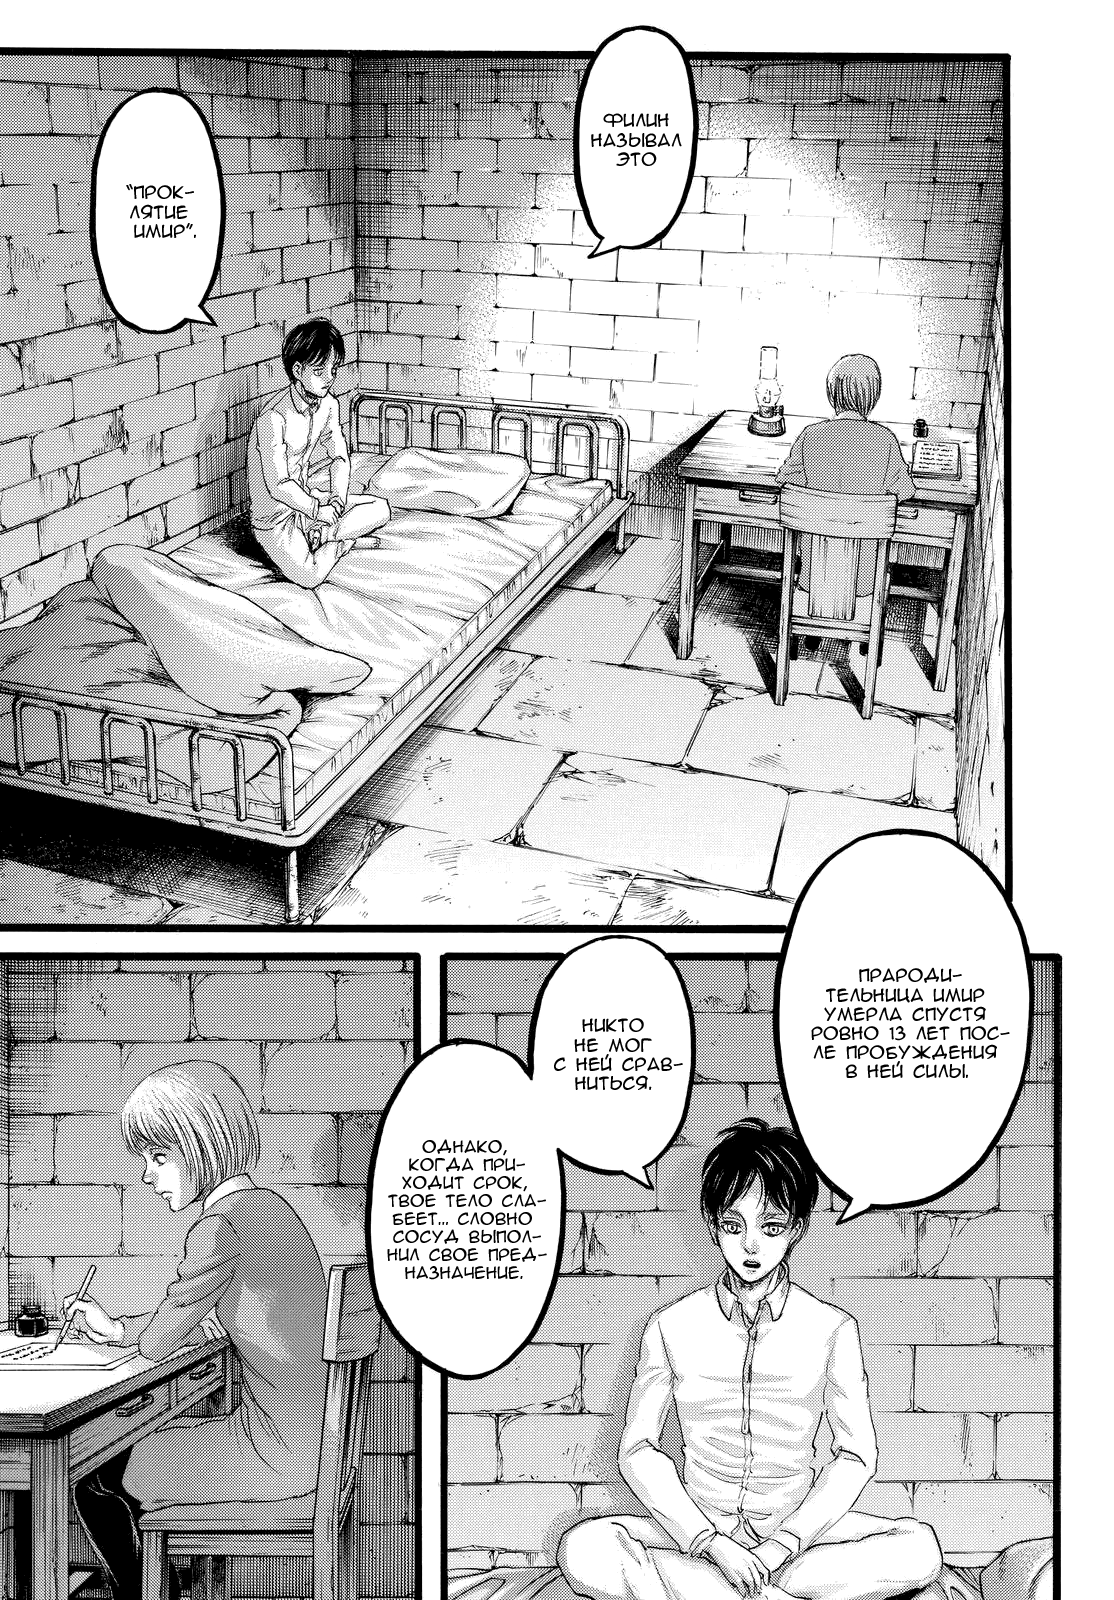 ФИЛИН
НАЗЫВАЛ
ЭТО
"ПРОК-
ЛЯТИЕ
ИМИР".
ПРАРОДИ-
ТЕЛЬНИЦА ИМИР
УМЕРЛА СПУСТЯ
РОВНО 13 ЛЕТ ПОС-
ЛЕ ПРОБУЖДЕНИЯ
В НЕЙ СИЛЫ.
НИКТО
НЕ МОГ
С НЕЙ СРАВ-
НИТЬСЯ.
ОДНАКО,
КОГДА ПРИ-
ХОДИТ СРОК,
ТВОЕ ТЕЛО СЛА-
БЕЕТ... СЛОВНО
СОСУД ВЫПОЛ-
НИЛ СВОЕ ПРЕД-
НАЗНАЧЕНИЕ.